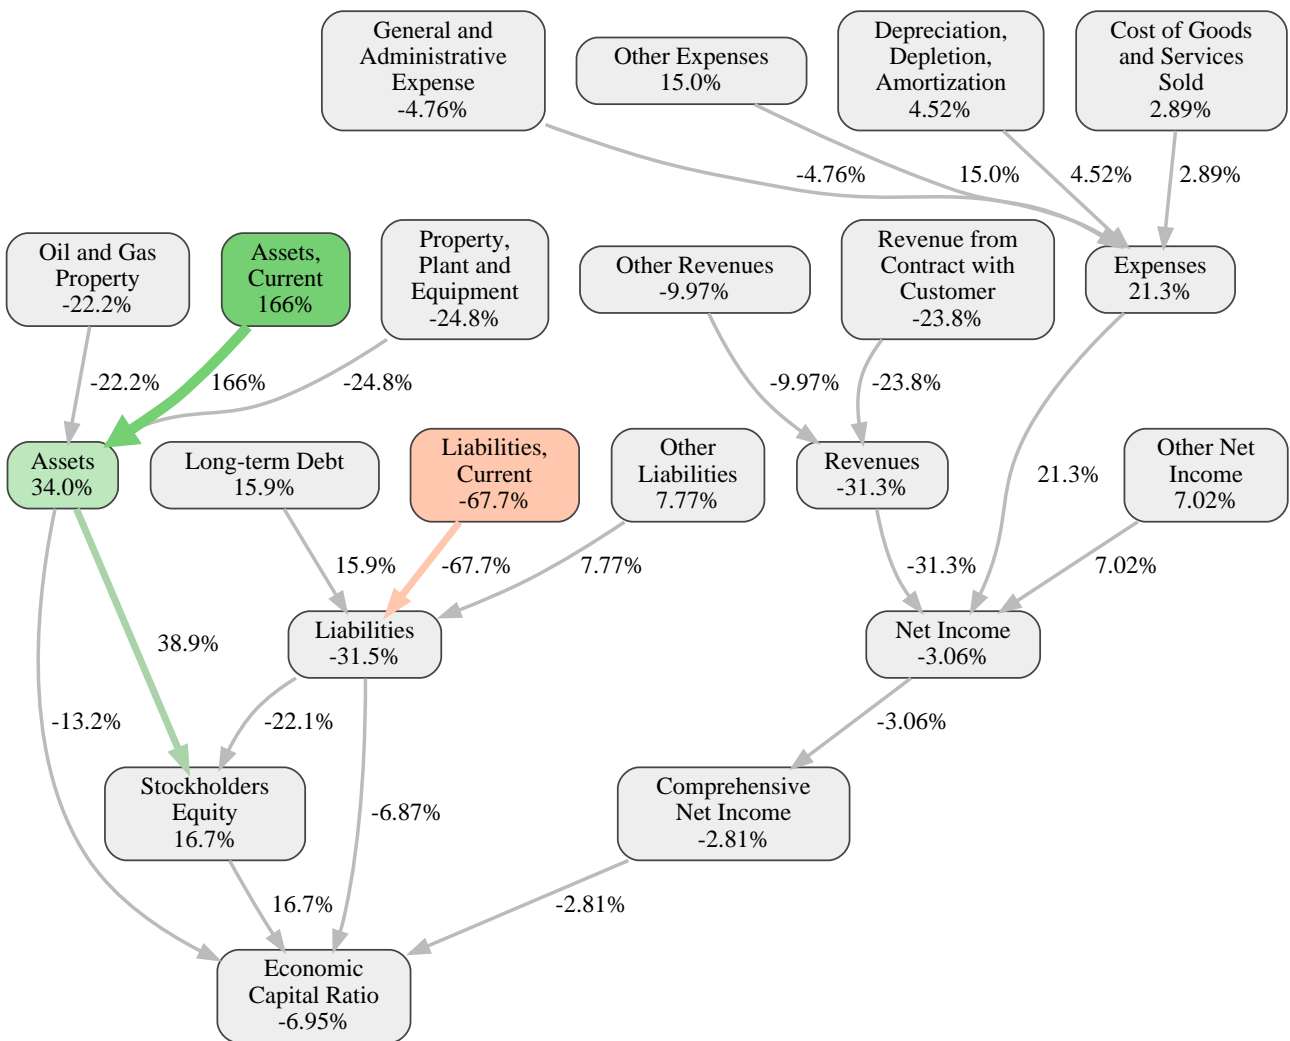 General and
Administrative
Expense
-4.76%
Other Expenses
15.0%
Depreciation,
Depletion,
Amortization
4.52%
Cost of Goods
and Services
Sold
2.89%
-4.76%
15.0%
4.52%
2.89%
Oil and Gas
Property
-22.2%
Assets,
Current
166%
Property,
Plant and
Equipment
-24.8%
Other Revenues
-9.97%
Revenue from
Contract with
Customer
-23.8%
Expenses
21.3%
-22.2%
166%
-24.8%
-9.97%
-23.8%
Assets
34.0%
Long-term Debt
15.9%
Liabilities,
Current
-67.7%
Other
Liabilities
7.77%
Revenues
-31.3%
21.3%
Other Net
Income
7.02%
15.9%
-67.7%
7.77%
-31.3%
7.02%
38.9%
Liabilities
-31.5%
Net Income
-3.06%
-13.2%
-22.1%
-3.06%
Stockholders
Equity
16.7%
-6.87%
Comprehensive
Net Income
-2.81%
16.7%
-2.81%
Economic
Capital Ratio
-6.95%